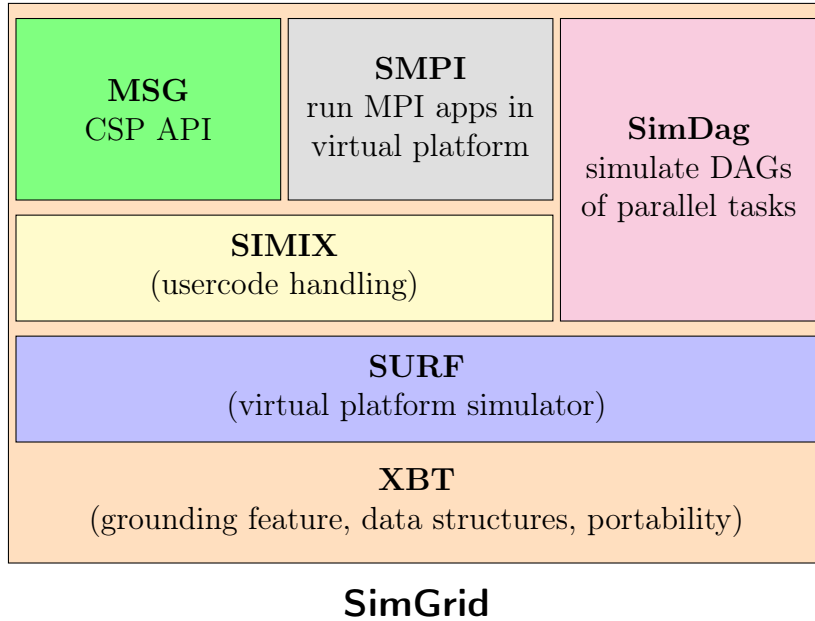 MSG
CSP API
SMPI
run MPI apps in
virtual platform
SimDag
simulate DAGs
of parallel tasks
SIMIX
(usercode handling)
SURF
(virtual platform simulator)
XBT
(grounding feature, data structures, portability)
SimGrid